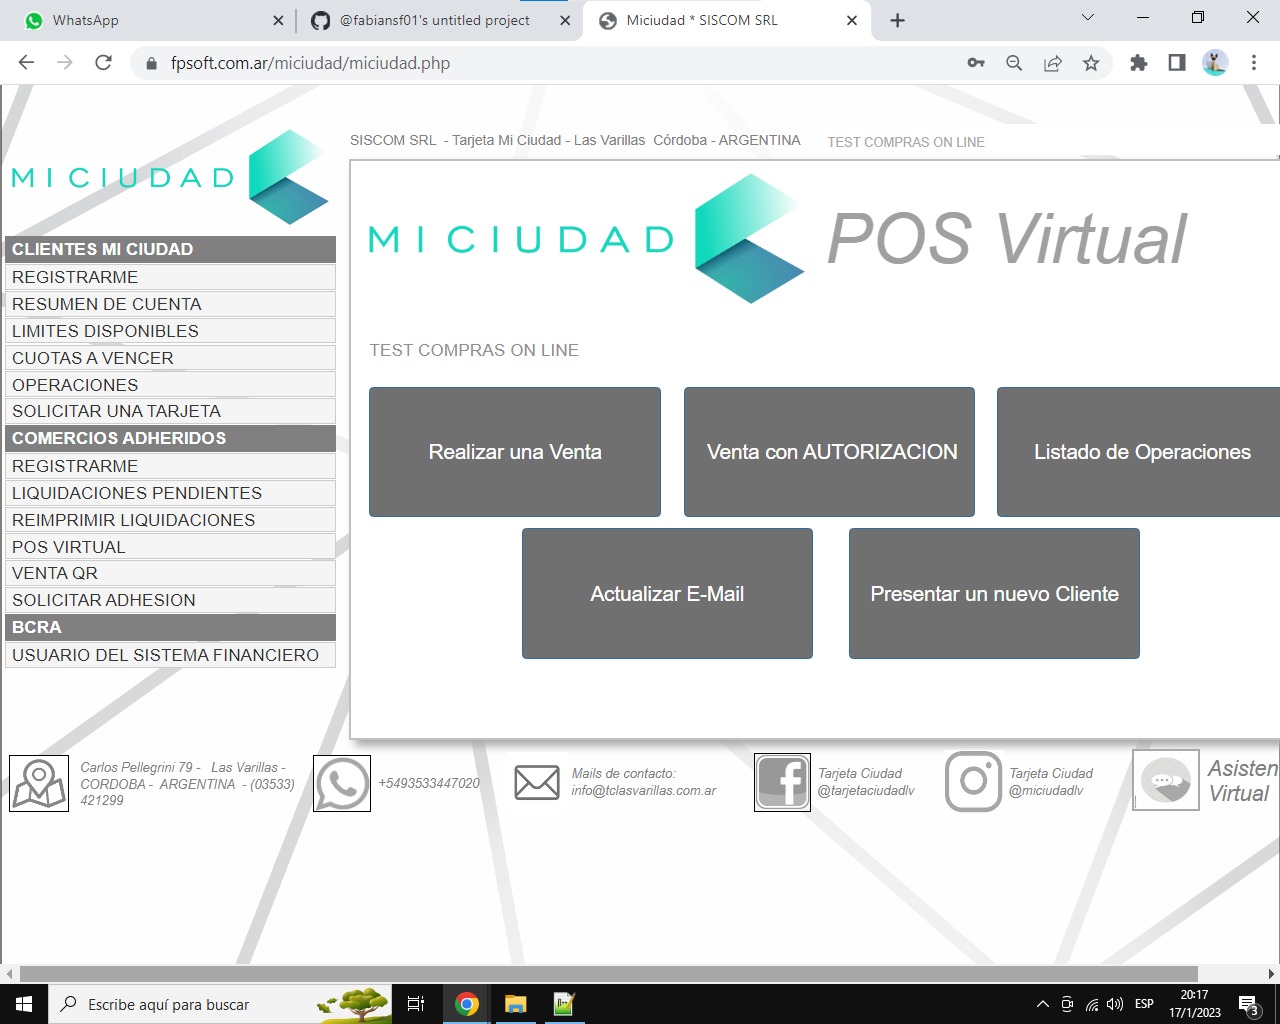 WhatsApp
@fabiansf01's untitled project
Miciudad * SISCOM SRL
fpsoft.com.ar/miciudad/miciudad.php
MICIUDAD
CLIENTES MI CIUDAD
REGISTRARME
RESUMEN DE CUENTA
LIMITES DISPONIBLES
CUOTAS A VENCER
OPERACIONES
SOLICITAR UNA TARJETA
COMERCIOS ADHERIDOS
REGISTRARME
LIQUIDACIONES PENDIENTES
REIMPRIMIR LIQUIDACIONES
POS VIRTUAL
VENTA QR
SOLICITAR ADHESION
BCRA
USUARIO DEL SISTEMA FINANCIERO
SISCOM SRL - Tarjeta Mi Ciudad - Las Varillas Córdoba - ARGENTINA
TEST COMPRAS ON LINE
MICIUDAD
POS Virtual
TEST COMPRAS ON LINE
Realizar una Venta
Venta con AUTORIZACION
Listado de Operaciones
Actualizar E-Mail
Presentar un nuevo Cliente
Carlos Pellegrini 79 - Las Varillas -
CORDOBA - ARGENTINA - (03533)
421299
+5493533447020
Mails de contacto:
info@tclasvarillas.com.ar
Tarjeta Ciudad
@tarjetaciudadlv
Tarjeta Ciudad
@miciudadlv
Asisten
Virtual
Escribe aquí para buscar
ESP
20:17
17/1/2023
3